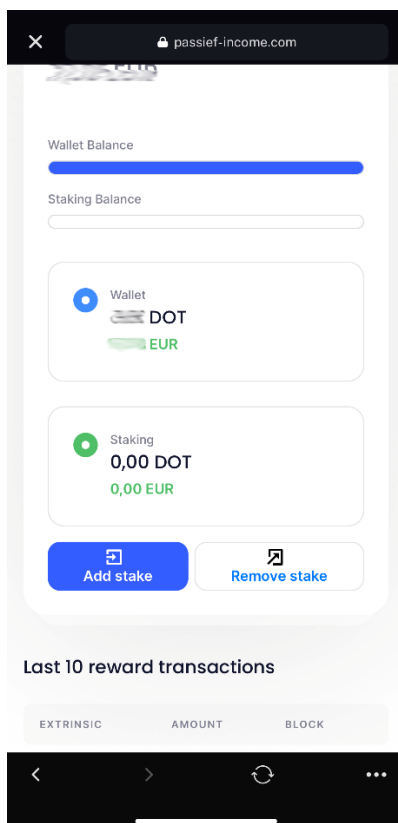 passief-income.com
EUR
Wallet Balance
Staking Balance
Wallet
DOT
EUR
Staking
0,00 DOT
0,00 EUR
Add stake
Remove stake
Last 10 reward transactions
EXTRINSIC AMOUNT BLOCK